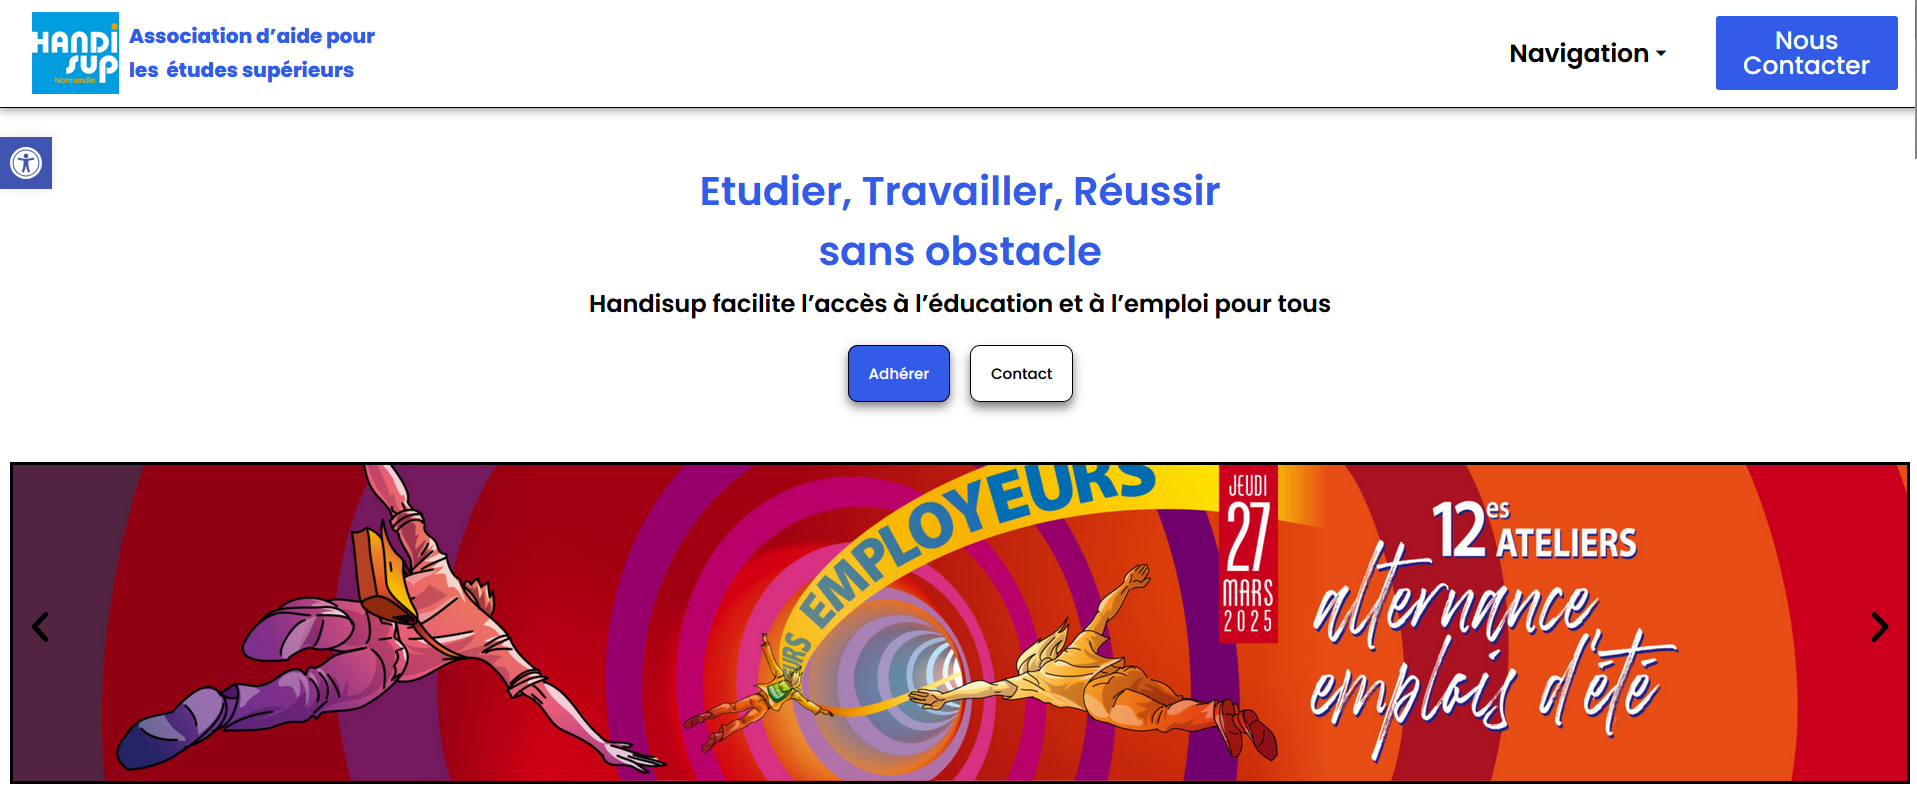 HANDI
SUP
Normandie
Association d’aide pour
les études supérieurs
Navigation
Nous
Contacter
Etudier, Travailler, Réussir
sans obstacle
Handisup facilite l’accès à l’éducation et à l’emploi pour tous
Adhérer
Contact
EMPLOYEURS
URS
JEUDI
27
MARS
2025
12es ATELIERS
alternance
emplois d'été